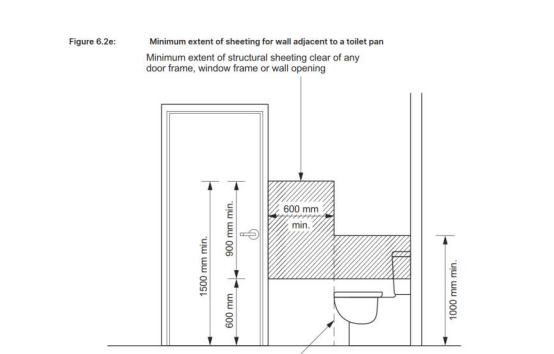 Figure 6.2e: Minimum extent of sheeting for wall adjacent to a toilet pan
Minimum extent of structural sheeting clear of any
door frame, window frame or wall opening
600 mm
min.
1500 mm min.
900 mm min.
600 mm
1000 mm min.